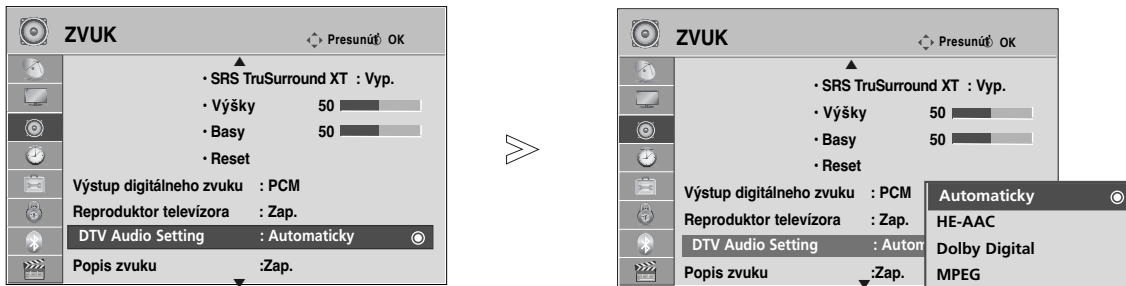 ZVUK
Presunúť OK
• SRS TruSurround XT : Vyp.
• Výšky 50
• Basy 50
• Reset
Výstup digitálneho zvuku : PCM
Reproduktor televízora : Zap.
DTV Audio Setting : Automaticky
Popis zvuku :Zap.
ZVUK
Presunúť OK
• SRS TruSurround XT : Vyp.
• Výšky 50
• Basy 50
• Reset
Výstup digitálneho zvuku : PCM
Reproduktor televízora : Zap.
DTV Audio Setting : Autom
Popis zvuku :Zap.
Automaticky
HE-AAC
Dolby Digital
MPEG